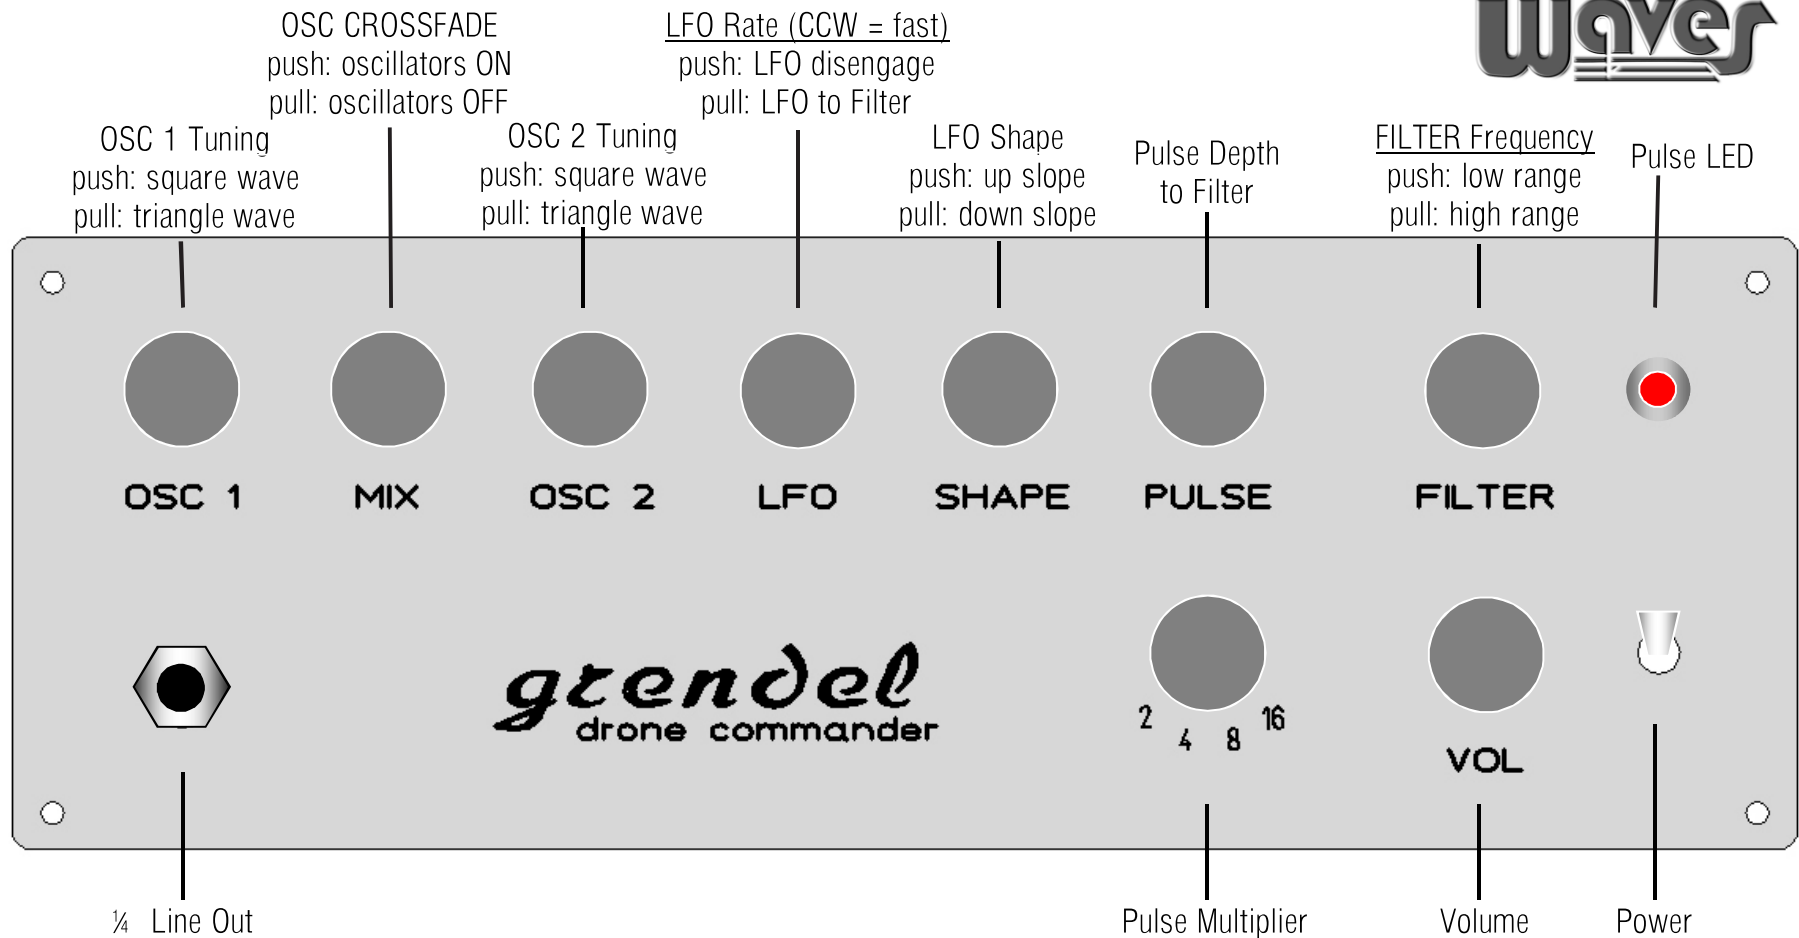 Waves
OSC CROSSFADE
push: oscillators ON
pull: oscillators OFF
LFO Rate (CCW = fast)
push: LFO disengage
pull: LFO to Filter
OSC 1 Tuning
push: square wave
pull: triangle wave
OSC 2 Tuning
push: square wave
pull: triangle wave
LFO Shape
push: up slope
pull: down slope
Pulse Depth
to Filter
FILTER Frequency
push: low range
pull: high range
Pulse LED
OSC 1
MIX
OSC 2
LFO
SHAPE
PULSE
FILTER
grendel
drone commander
2
4
8
16
VOL
¼ Line Out
Pulse Multiplier
Volume
Power